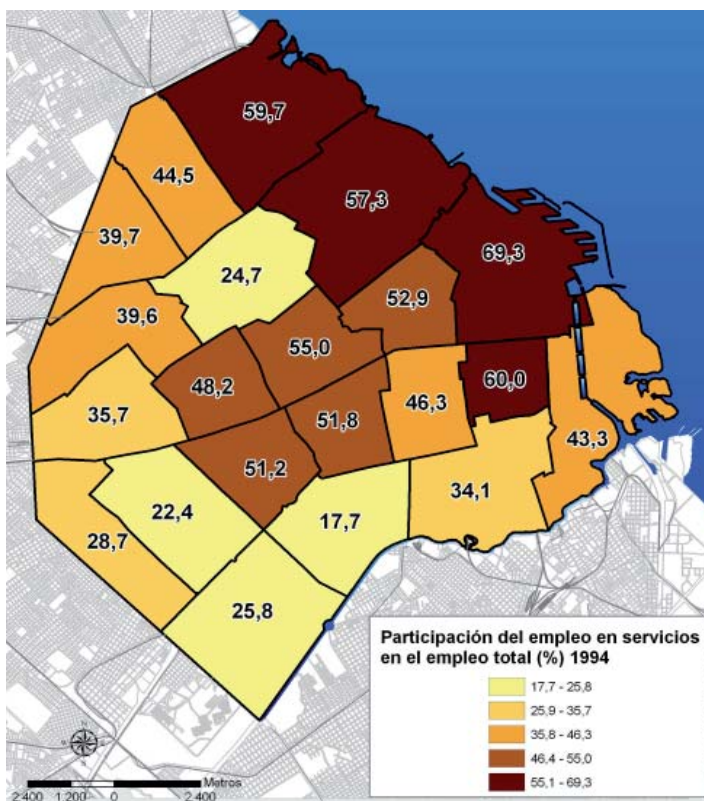 59,7
44,5
57,3
39,7
69,3
24,7
52,9
39,6
55,0
48,2
60,0
46,3
35,7
51,8
43,3
51,2
34,1
22,4
17,7
28,7
25,8
Participación del empleo en servicios
en el empleo total (%) 1994
17,7 - 25,8
25,9 - 35,7
35,8 - 46,3
46,4 - 55,0
55,1 - 69,3
Metros
2.400 1.200 0 2.400